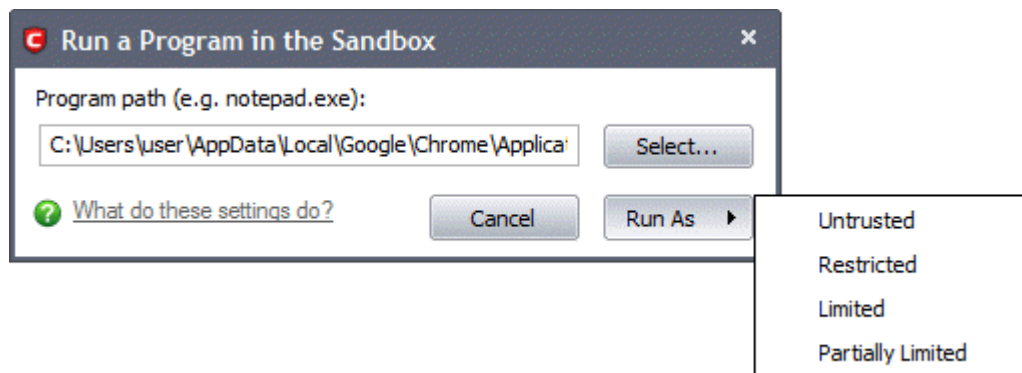 Run a Program in the Sandbox
Program path (e.g. notepad.exe):
C:\Users\user\AppData\Local\Google\Chrome\Applicat
Select...
What do these settings do?
Cancel
Run As
Untrusted
Restricted
Limited
Partially Limited